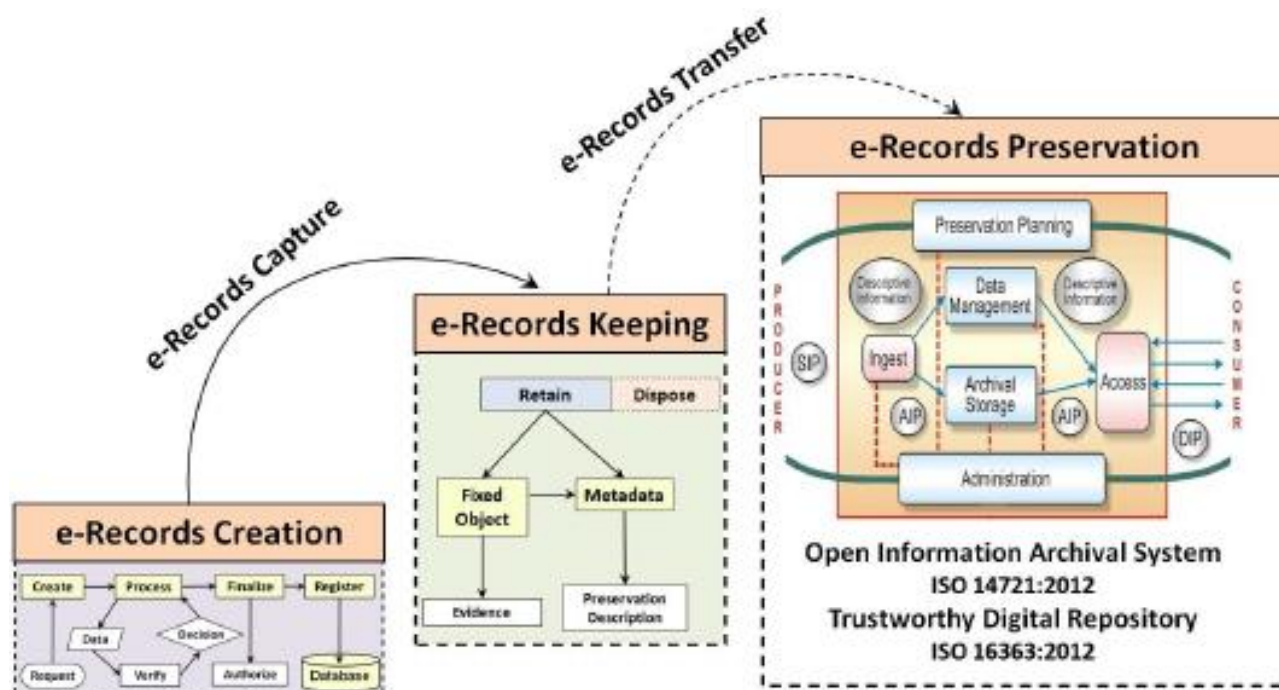 e-Records Transfer
e-Records Preservation
Preservation Planning
Descriptive
Information
Data
Management
Descriptive
Information
PRODUCER
CONSUMER
SIP
Ingest
Archival
Storage
Access
AIP
AIP
DIP
Administration
Open Information Archival System
ISO 14721:2012
Trustworthy Digital Repository
ISO 16363:2012
e-Records Capture
e-Records Keeping
Retain
Dispose
Fixed
Object
Metadata
Evidence
Preservation
Description
e-Records Creation
Create
Process
Finalize
Register
Data
Decision
Request
Verify
Authorize
Database